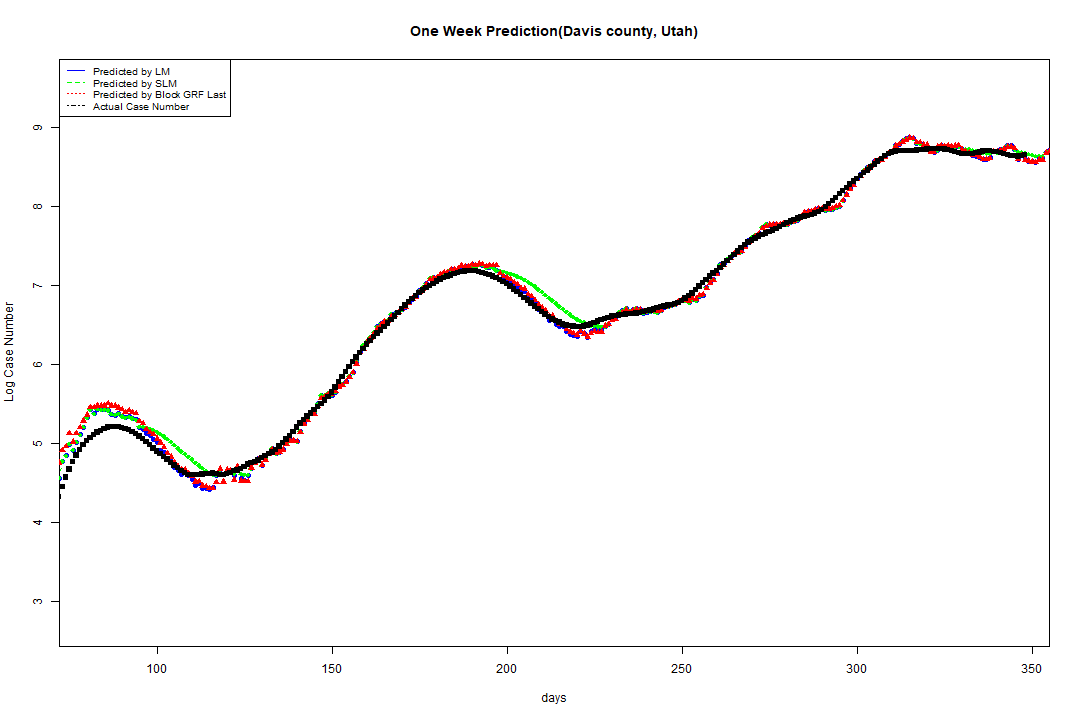 One Week Prediction(Davis county, Utah)
Predicted by LM
Predicted by SLM
Predicted by Block GRF Last
Actual Case Number
9
8
7
6
5
4
3
Log Case Number
100 150 200 250 300 350
days